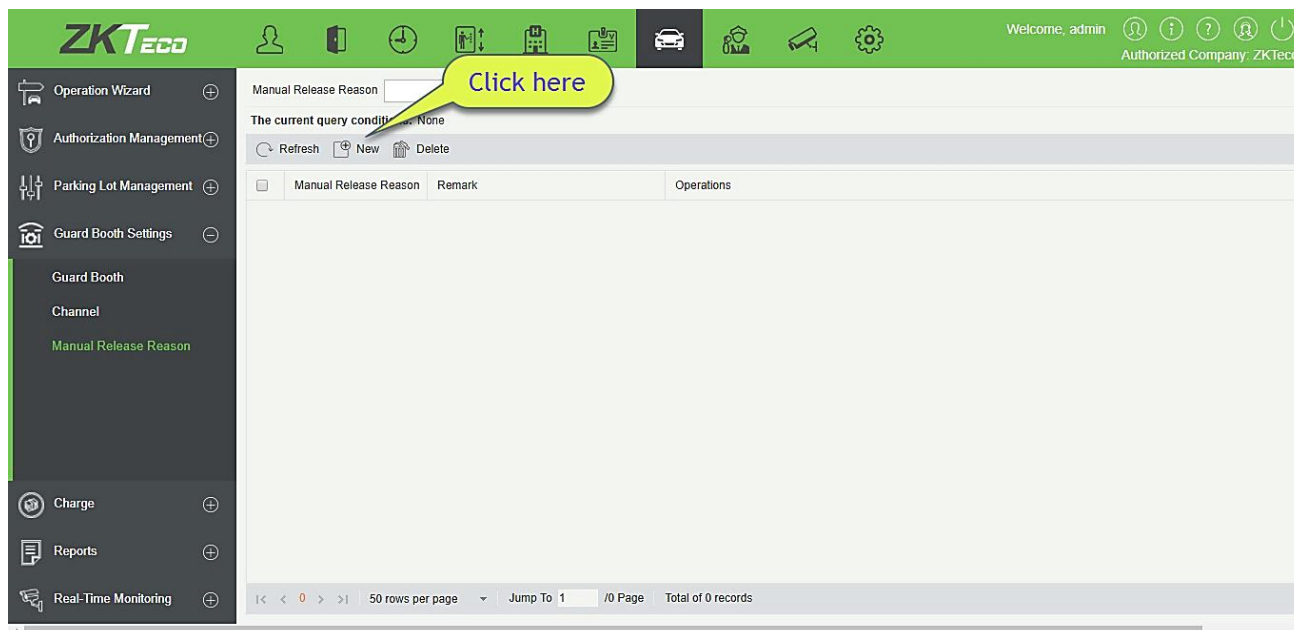 ZKTECO
Welcome, admin
Authorized Company: ZKTeco
Operation Wizard
Authorization Management
Parking Lot Management
Guard Booth Settings
Guard Booth
Channel
Manual Release Reason
Charge
Reports
Real-Time Monitoring
Manual Release Reason
Click here
The current query conditions: None
Refresh New Delete
Manual Release Reason Remark Operations
|< < 0 > >| 50 rows per page Jump To 1 /0 Page Total of 0 records